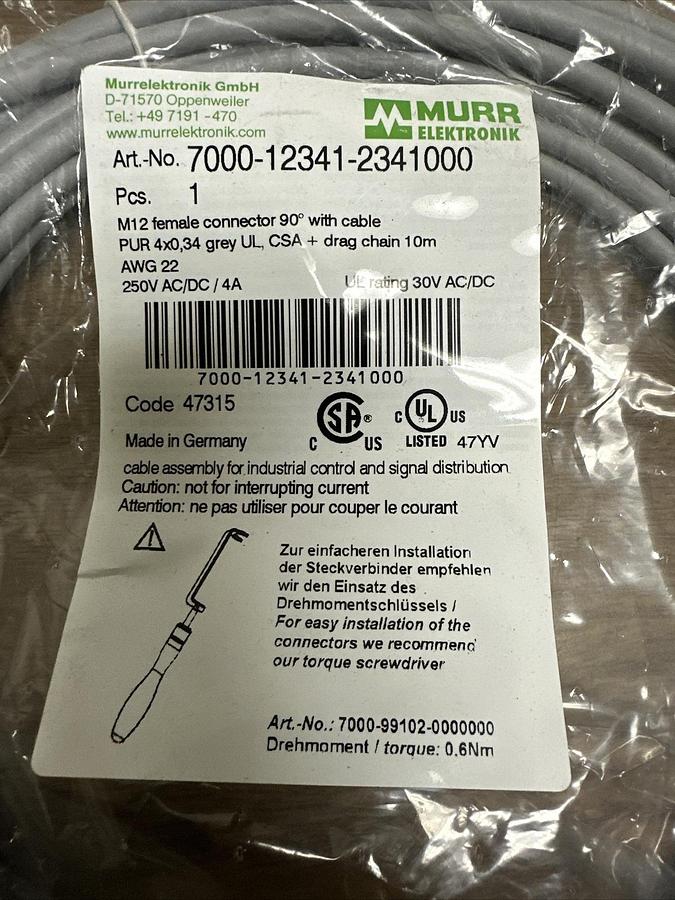 Murrelektronik GmbH
D-71570 Oppenweiler
Tel.: +49 7191 -470
www.murrelektronik.com
MURR
ELEKTRONIK
Art.-No. 7000-12341-2341000
Pcs. 1
M12 female connector 90° with cable
PUR 4x0,34 grey UL, CSA + drag chain 10m
AWG 22
250V AC/DC / 4A UL rating 30V AC/DC
7000-12341-2341000
Code 47315
C SA ® US
C UL US
Made in Germany
LISTED 47YV
cable assembly for industrial control and signal distribution
Caution: not for interrupting current
Attention: ne pas utiliser pour couper le courant
Zur einfacheren Installation
der Steckverbinder empfehlen
wir den Einsatz des
Drehmomentschlüssels /
For easy installation of the
connectors we recommend
our torque screwdriver
Art.-No.: 7000-99102-0000000
Drehmoment / torque: 0.6Nm